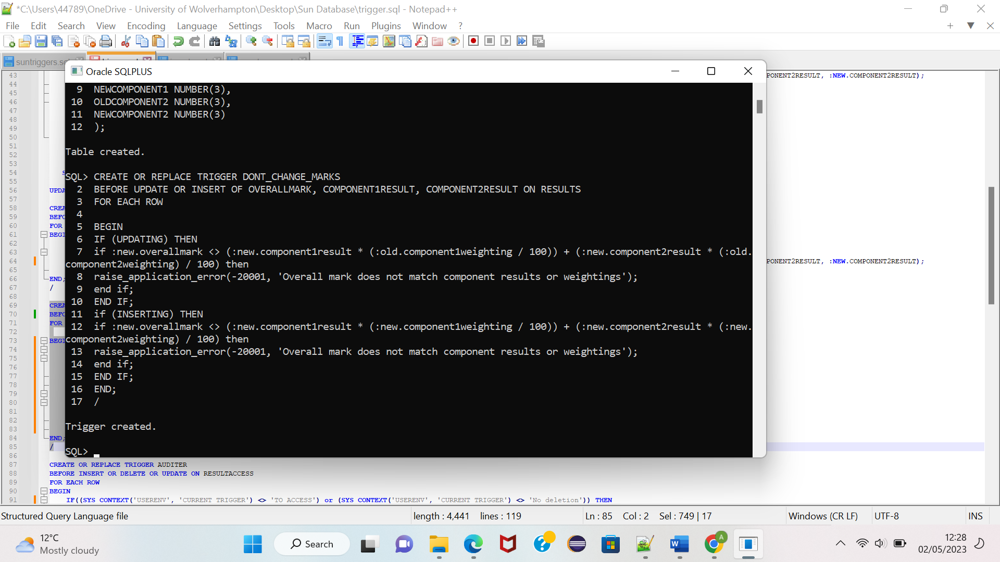 *C:\Users\44789\OneDrive - University of Wolverhampton\Desktop\Sun Database\trigger.sql - Notepad++
File Edit Search View Encoding Language Settings Tools Macro Run Plugins Window ?
Oracle SQLPLUS
9 NEWCOMPONENT1 NUMBER(3),
10 OLDCOMPONENT2 NUMBER(3),
11 NEWCOMPONENT2 NUMBER(3)
12 );
Table created.
SQL> CREATE OR REPLACE TRIGGER DONT_CHANGE_MARKS
2 BEFORE UPDATE OR INSERT OF OVERALLMARK, COMPONENT1RESULT, COMPONENT2RESULT ON RESULTS
3 FOR EACH ROW
4
5 BEGIN
6 IF (UPDATING) THEN
7 if :new.overallmark <> (:new.component1result * (:old.component1weighting / 100)) + (:new.component2result * (:old.
component2weighting) / 100) then
8 raise_application_error(-20001, 'Overall mark does not match component results or weightings');
9 end if;
10 END IF;
11 if (INSERTING) THEN
12 if :new.overallmark <> (:new.component1result * (:new.component1weighting / 100)) + (:new.component2result * (:new.
component2weighting) / 100) then
13 raise_application_error(-20001, 'Overall mark does not match component results or weightings');
14 end if;
15 END IF;
16 END;
17 /
Trigger created.
SQL>
43 PONENT2RESULT, :NEW.COMPONENT2RESULT);
44
45
46
47
48
49
50
51
52
53
54 S
55
56 UPDA
57
58 CREA
59 BEFO
60 FOR
61 BEGI
62
63
64 PONENT2RESULT, :NEW.COMPONENT2RESULT);
65
66 END;
67 /
68
69 CREA
70 BEFO
71 FOR
72
73 BEGI
74
75
76
77
78
79
80
81
82
83
84 END;
85 /
86
87 CREATE OR REPLACE TRIGGER AUDITER
88 BEFORE INSERT OR DELETE OR UPDATE ON RESULTACCESS
89 FOR EACH ROW
90 BEGIN
91 IF((SYS_CONTEXT('USERENV', 'CURRENT_TRIGGER') <> 'TO_ACCESS') or (SYS_CONTEXT('USERENV', 'CURRENT_TRIGGER') <> 'No_deletion')) THEN
Structured Query Language file length : 4,441 lines : 119 Ln : 85 Col : 2 Sel : 749 | 17 Windows (CR LF) UTF-8 INS
12°C
Mostly cloudy
Search
12:28
02/05/2023